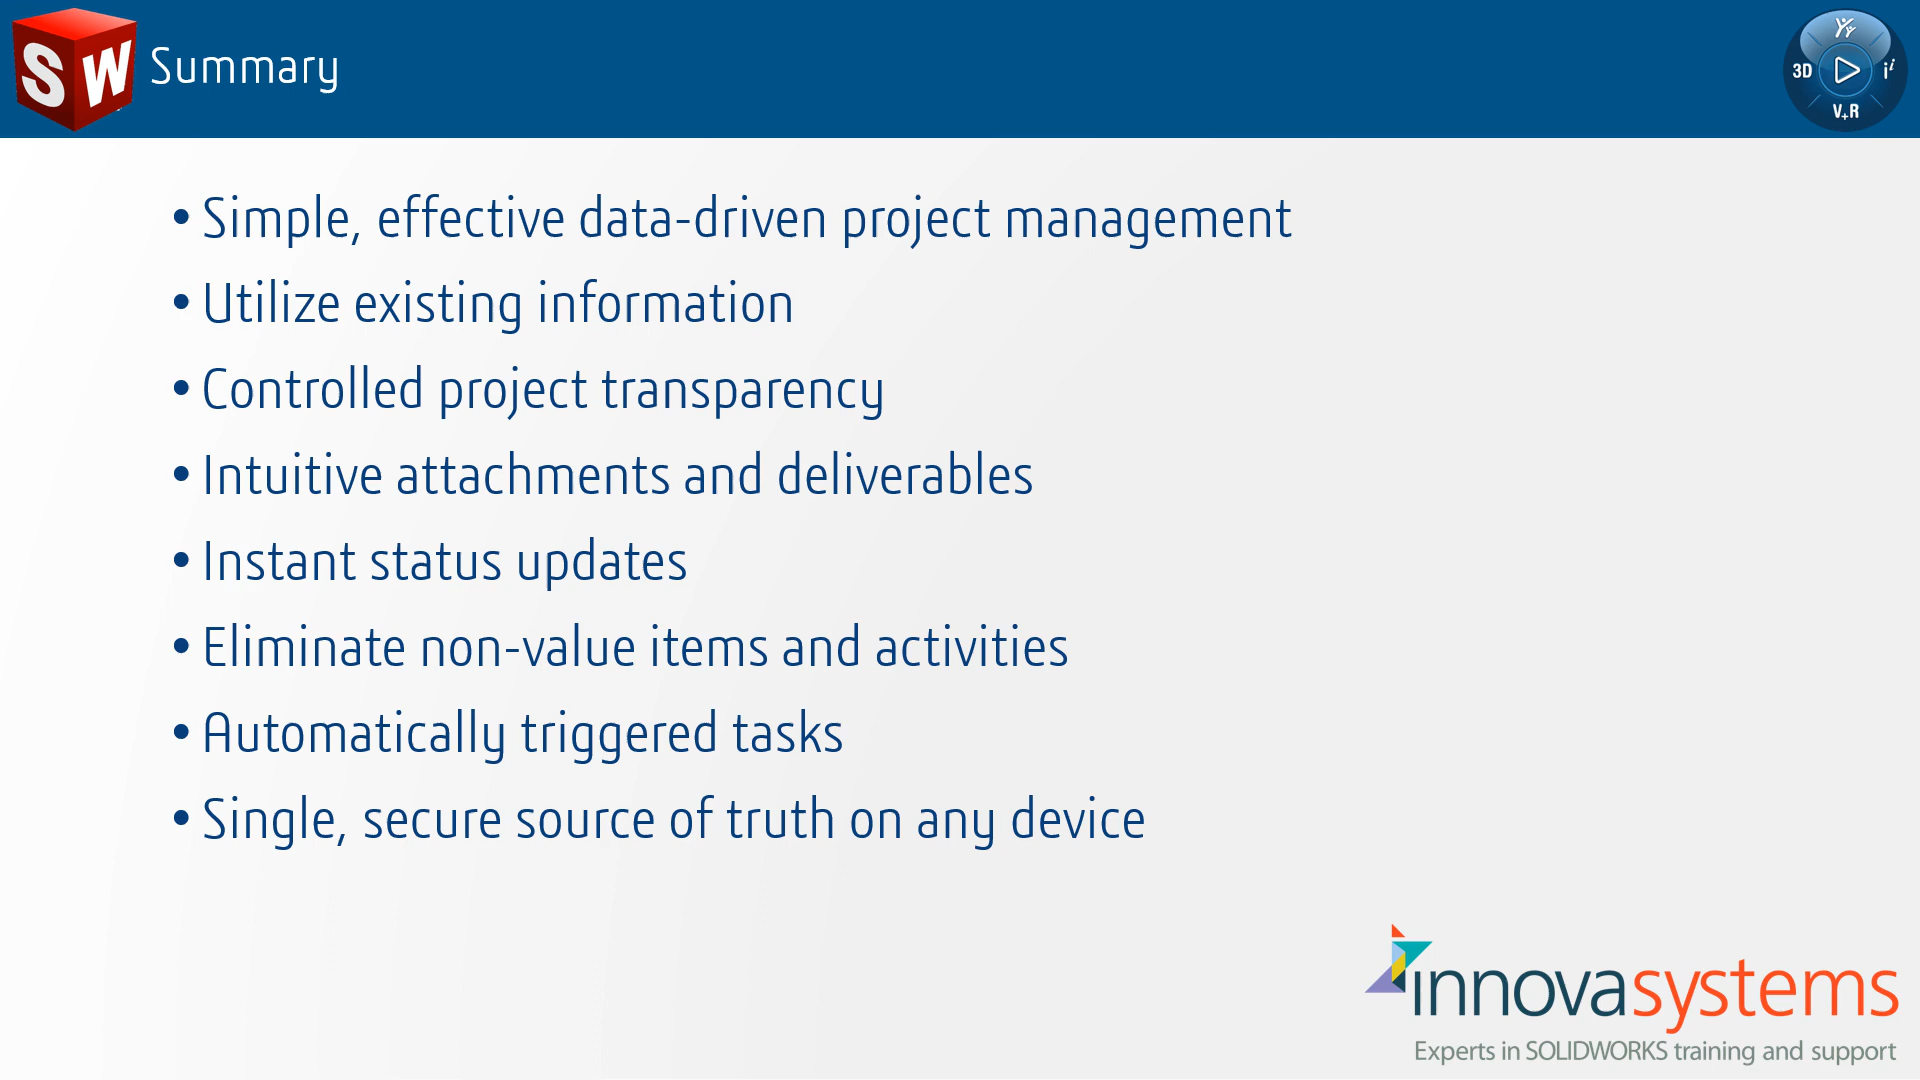 SW Summary
3D V+R i
• Simple, effective data-driven project management
• Utilize existing information
• Controlled project transparency
• Intuitive attachments and deliverables
• Instant status updates
• Eliminate non-value items and activities
• Automatically triggered tasks
• Single, secure source of truth on any device
innovasystems
Experts in SOLIDWORKS training and support